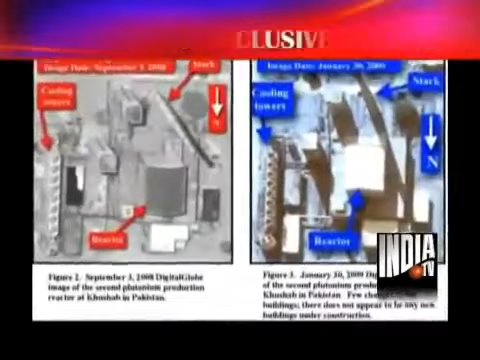 CLUSIVE
Image Date: September 3, 2008
Stack
Cooling
towers
N
Reactor
Figure 2. September 3, 2008 DigitalGlobe
image of the second plutonium production
reactor at Khushab in Pakistan.
Image Date: January 30, 2009
Stack
Cooling
towers
N
Reactor
Figure 3. January 30, 2009
of the second plutonium
Khushab in Pakistan Few
buildings; there does not appear to be any new
buildings under construction.
INDIA
TV